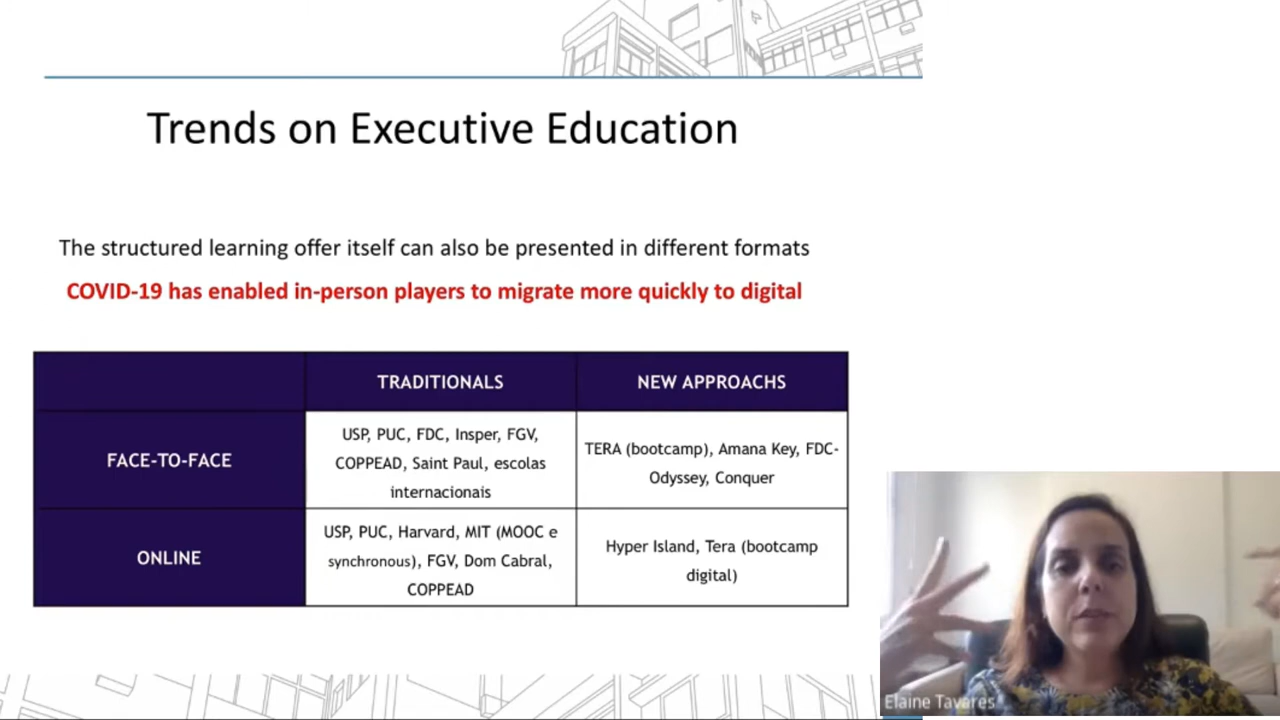 Trends on Executive Education
The structured learning offer itself can also be presented in different formats
COVID-19 has enabled in-person players to migrate more quickly to digital
TRADITIONALS
NEW APPROACHS
FACE-TO-FACE
USP, PUC, FDC, Insper, FGV,
COPPEAD, Saint Paul, escolas
internacionais
TERA (bootcamp), Amana Key, FDC-
Odyssey, Conquer
ONLINE
USP, PUC, Harvard, MIT (MOOC e
synchronous), FGV, Dom Cabral,
COPPEAD
Hyper Island, Tera (bootcamp
digital)
Elaine Tavares